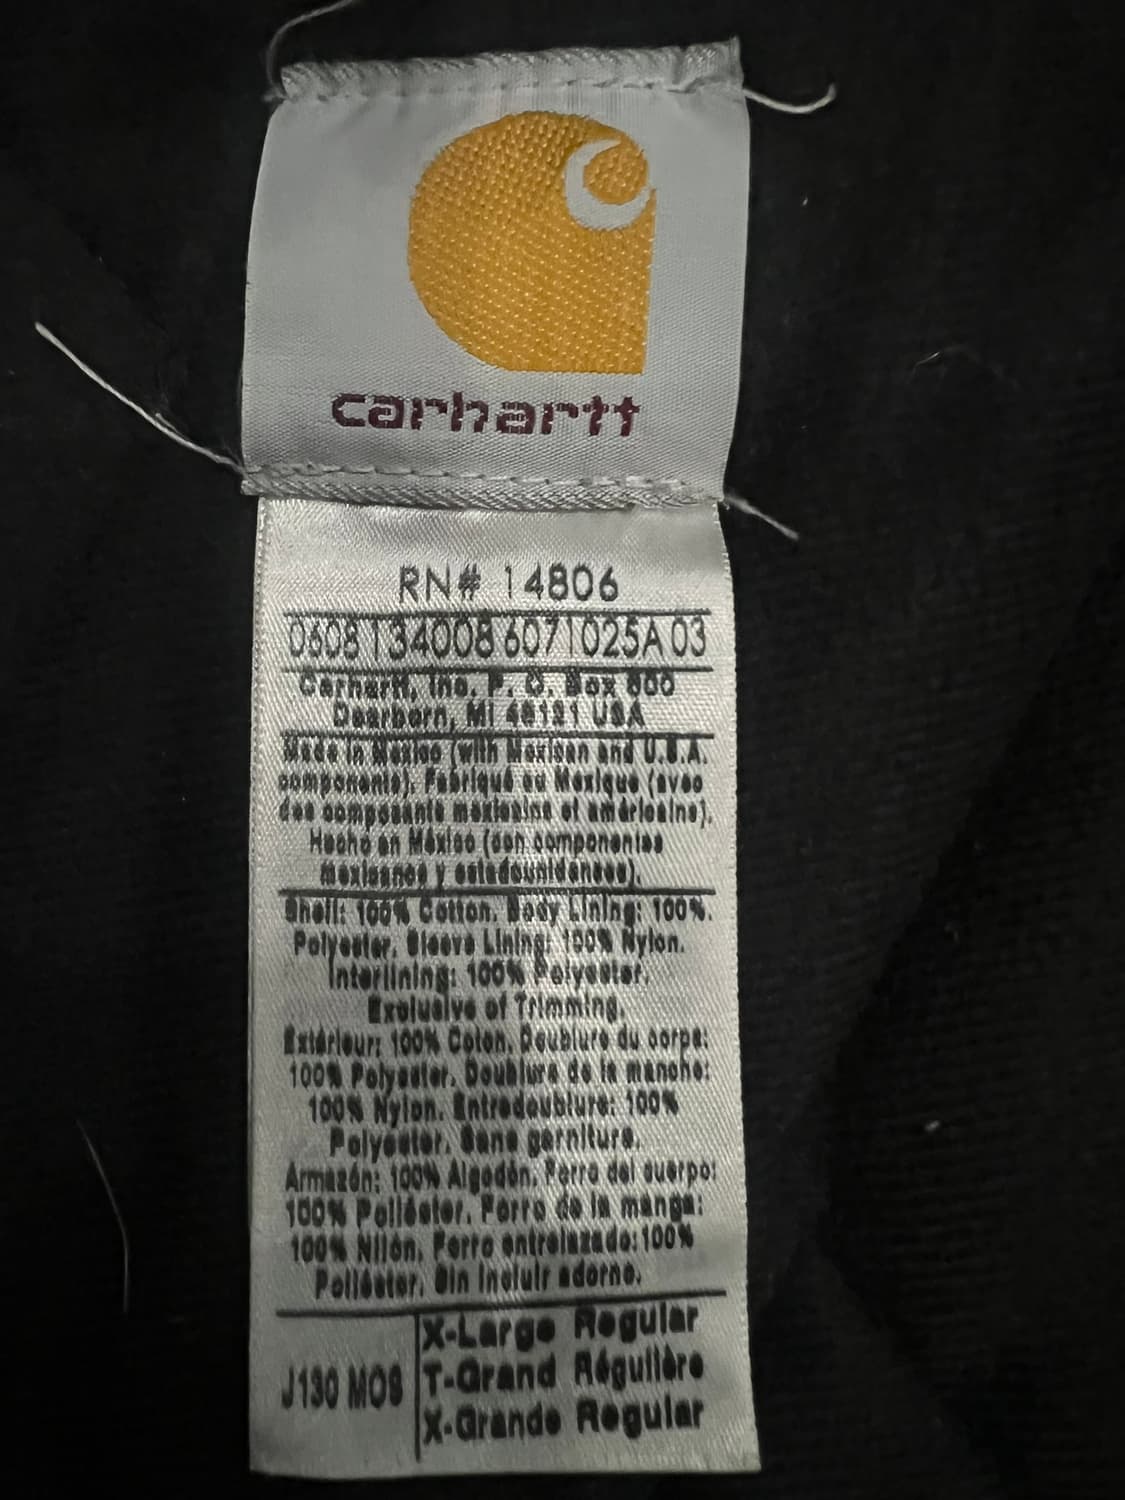 carhartt
RN# 14806
0608 134008 6071025A 03
Carhartt, Inc. P. O. Box 600
Dearborn, MI 48121 USA
Made in Mexico (with Mexican and U.S.A.
components). Fabriqué au Mexique (avec
des composants mexicains et américains).
Hecho en México (con componentes
mexicanos y estadounidenses).
Shell: 100% Cotton. Body Lining: 100%.
Polyester. Sleeve Lining: 100% Nylon.
Interlining: 100% Polyester.
Exclusive of Trimming.
Extérieur: 100% Coton. Doublure du corps:
100% Polyester. Doublure de la manche:
100% Nylon. Entredoublure: 100%
Polyester. Sans garniture.
Armazón: 100% Algodón. Forro del cuerpo:
100% Poliéster. Forro de la manga:
100% Nilón. Forro entrelazado: 100%
Poliéster. Sin incluir adorno.
J130 MOS
X-Large Regular
T-Grand Régulière
X-Grande Regular